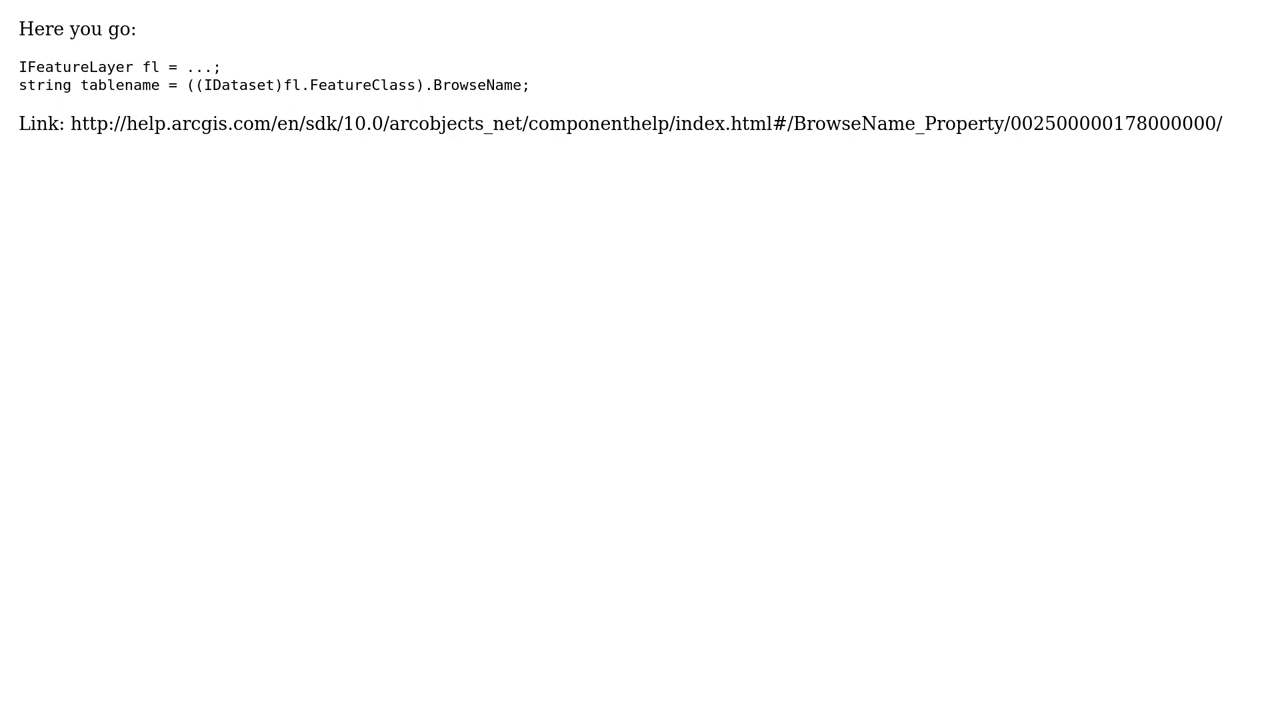 Here you go:
IFeatureLayer fl = ...;
string tablename = ((IDataset)fl.FeatureClass).BrowseName;
Link: http://help.arcgis.com/en/sdk/10.0/arcobjects_net/componenthelp/index.html#/BrowseName_Property/002500000178000000/